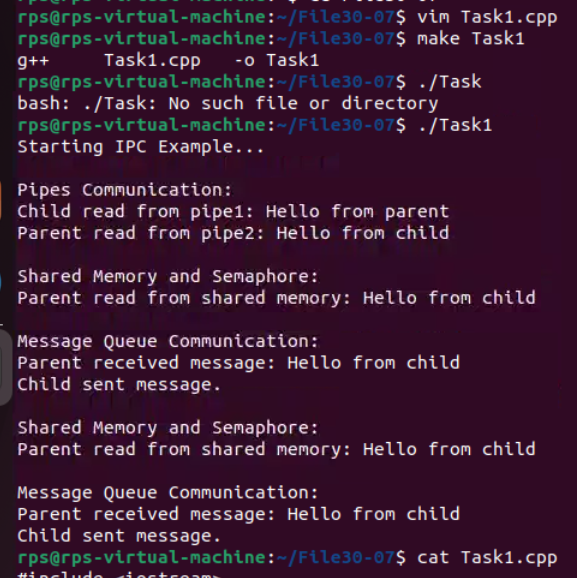 rps@rps-virtual-machine:~/File30-07$ vim Task1.cpp
rps@rps-virtual-machine:~/File30-07$ make Task1
g++     Task1.cpp   -o Task1
rps@rps-virtual-machine:~/File30-07$ ./Task
bash: ./Task: No such file or directory
rps@rps-virtual-machine:~/File30-07$ ./Task1
Starting IPC Example...

Pipes Communication:
Child read from pipe1: Hello from parent
Parent read from pipe2: Hello from child

Shared Memory and Semaphore:
Parent read from shared memory: Hello from child

Message Queue Communication:
Parent received message: Hello from child
Child sent message.

Shared Memory and Semaphore:
Parent read from shared memory: Hello from child

Message Queue Communication:
Parent received message: Hello from child
Child sent message.
rps@rps-virtual-machine:~/File30-07$ cat Task1.cpp
#include <iostream>